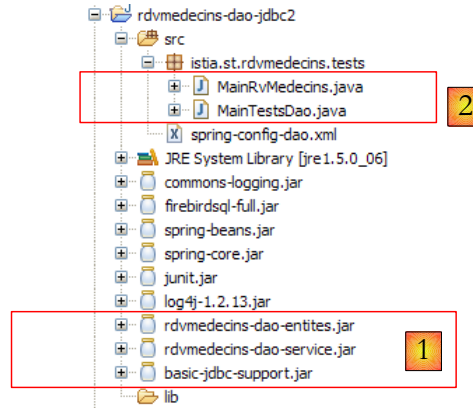 rdvmedecins-dao-jdbc2
src
istia.st.rdvmedecins.tests
MainRvMedecins.java
MainTestsDao.java
2
spring-config-dao.xml
JRE System Library [jre1.5.0_06]
commons-logging.jar
firebirdsql-full.jar
spring-beans.jar
spring-core.jar
junit.jar
log4j-1.2.13.jar
rdvmedecins-dao-entites.jar
rdvmedecins-dao-service.jar
1
basic-jdbc-support.jar
lib